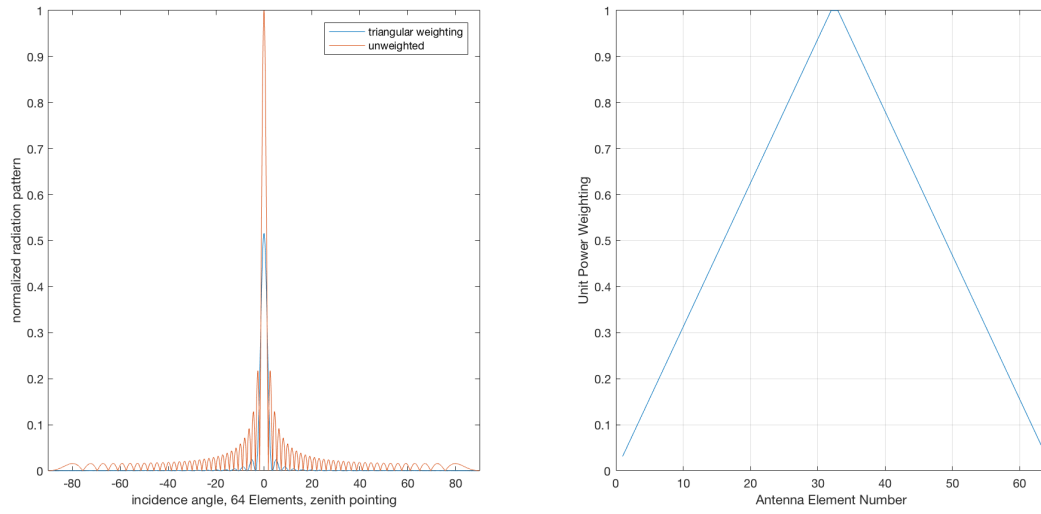 1
0.9
0.8
0.7
0.6
0.5
0.4
0.3
0.2
0.1
0
normalized radiation pattern
-80 -60 -40 -20 0 20 40 60 80
incidence angle, 64 Elements, zenith pointing
triangular weighting
unweighted
1
0.9
0.8
0.7
0.6
0.5
0.4
0.3
0.2
0.1
0
Unit Power Weighting
0 10 20 30 40 50 60
Antenna Element Number